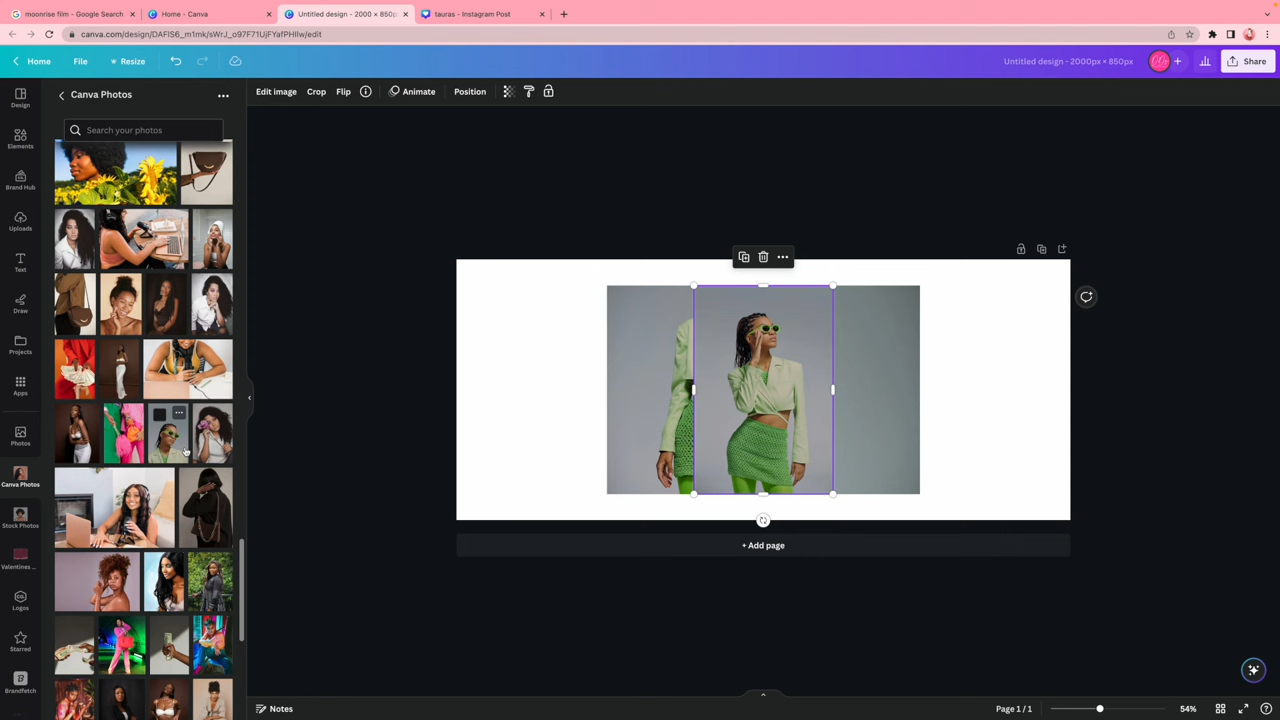 moonrise film - Google Search
Home - Canva
Untitled design - 2000 × 850p
tauras - Instagram Post
canva.com/design/DAFlS6_m1mk/sWrJ_o97F71UjFYafPHIlw/edit
Home
File
Resize
Untitled design - 2000px × 850px
Share
Design
Elements
Brand Hub
Uploads
Text
Draw
Projects
Apps
Photos
Canva Photos
Stock Photos
Valentines ...
Logos
Starred
Brandfetch
Canva Photos
Search your photos
Edit image
Crop
Flip
Animate
Position
+ Add page
Notes
Page 1 / 1
54%